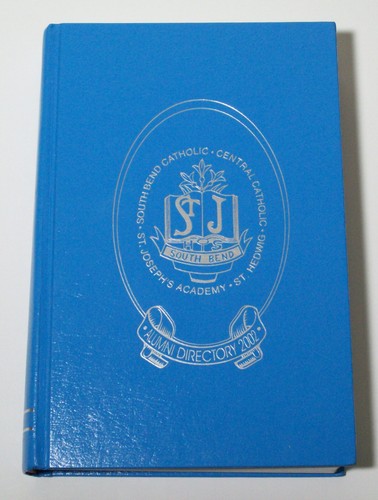 SOUTH BEND CATHOLIC • CENTRAL CATHOLIC •
ST. JOSEPH'S ACADEMY • ST. HEDWIG
SJ
HS
SOUTH BEND
• ALUMNI DIRECTORY 2002 •